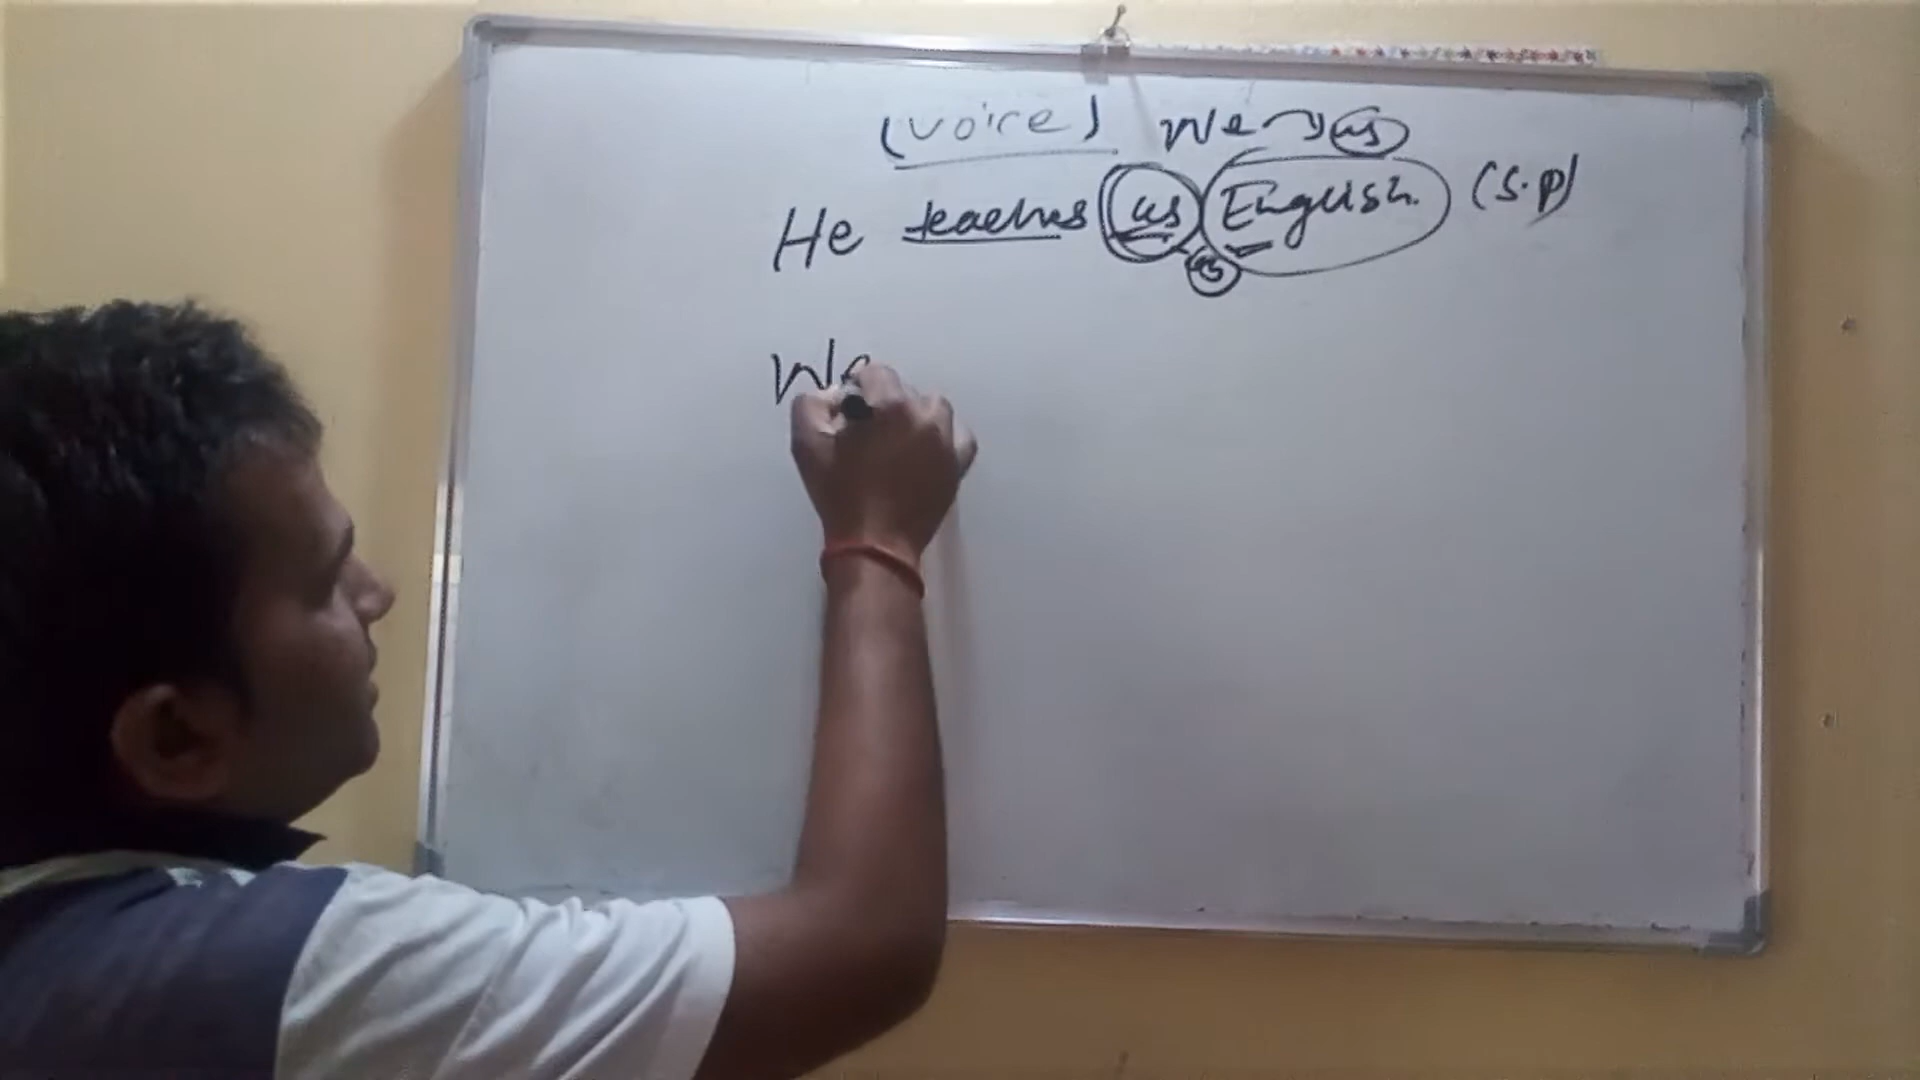 (voice) We → us
He teaches us English. (S.P)
We